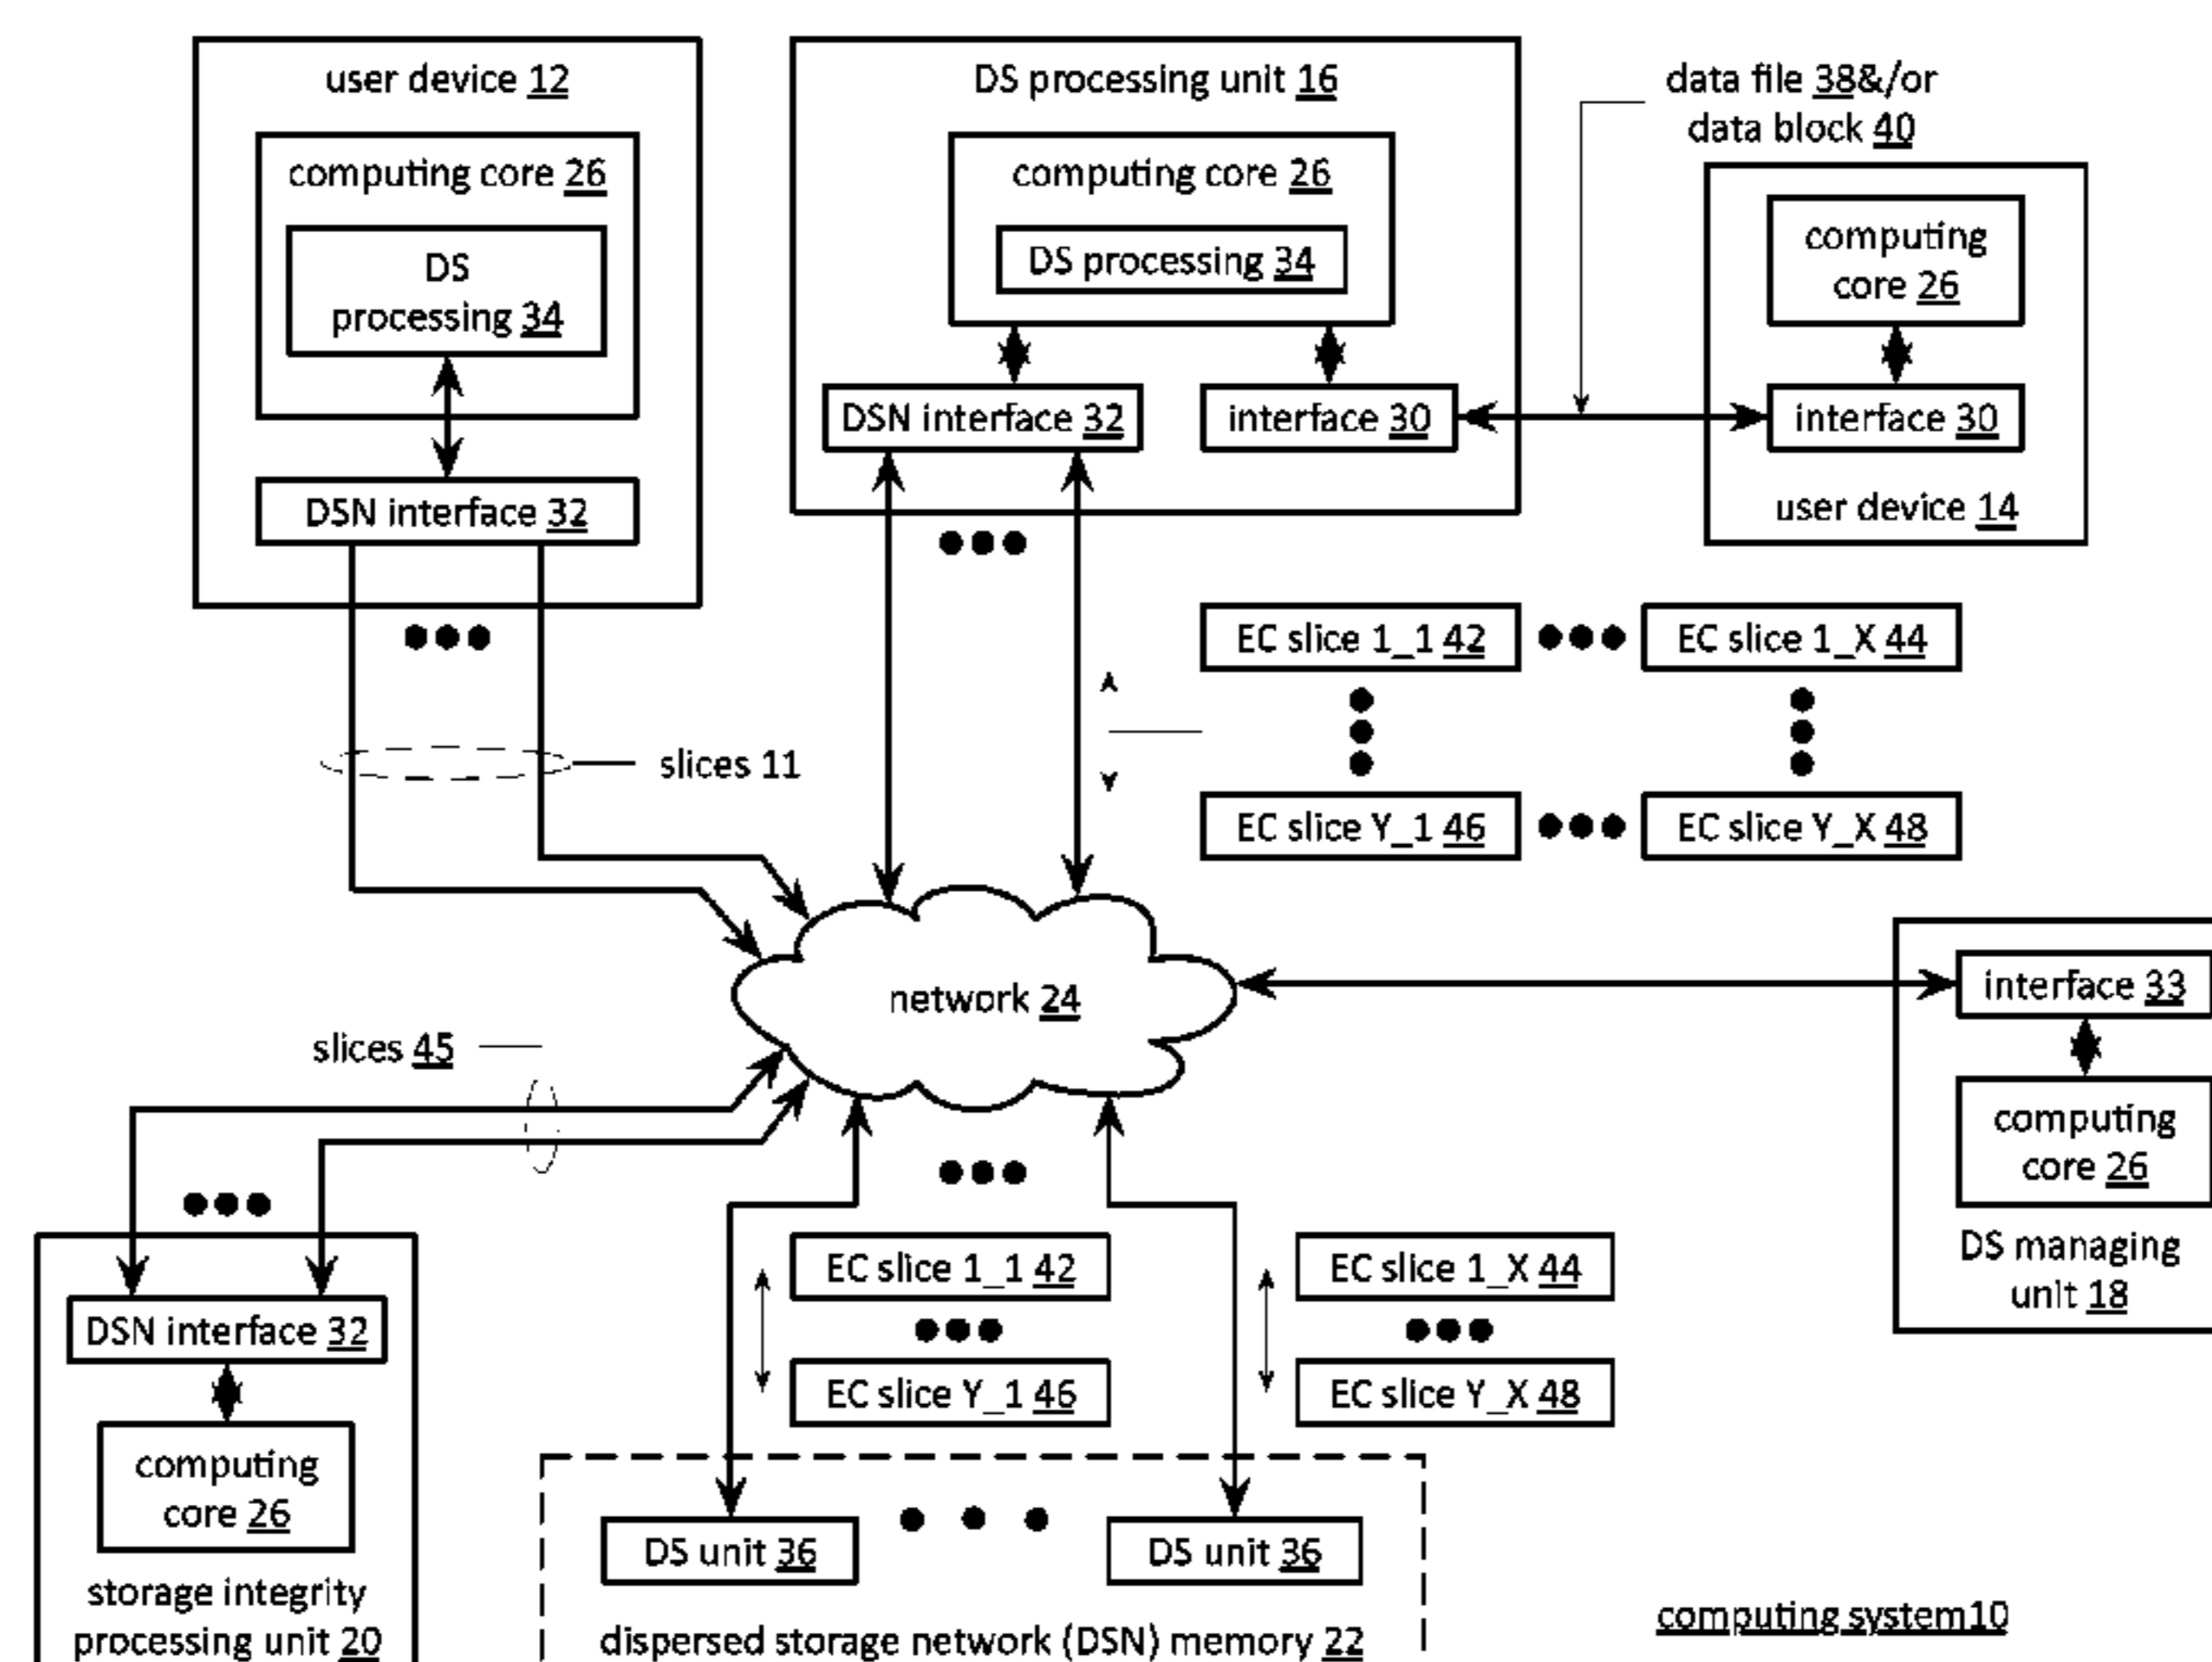 user device 12
computing core 26
DS
processing 34
DSN interface 32
DS processing unit 16
computing core 26
DS processing 34
DSN interface 32
interface 30
data file 38&/or
data block 40
computing
core 26
interface 30
user device 14
EC slice 1_1 42
EC slice 1_X 44
EC slice Y_1 46
EC slice Y_X 48
slices 11
network 24
interface 33
computing
core 26
DS managing
unit 18
slices 45
DSN interface 32
computing
core 26
storage integrity
processing unit 20
EC slice 1_1 42
EC slice 1_X 44
EC slice Y_1 46
EC slice Y_X 48
DS unit 36
DS unit 36
dispersed storage network (DSN) memory 22
computing system10